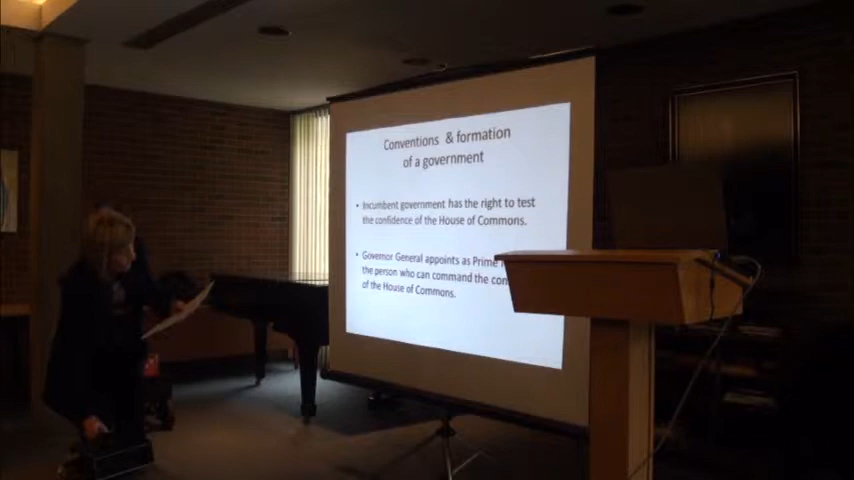 Conventions & formation
of a government
• Incumbent government has the right to test
the confidence of the House of Commons.
• Governor General appoints as Prime
the person who can command the
of the House of Commons.